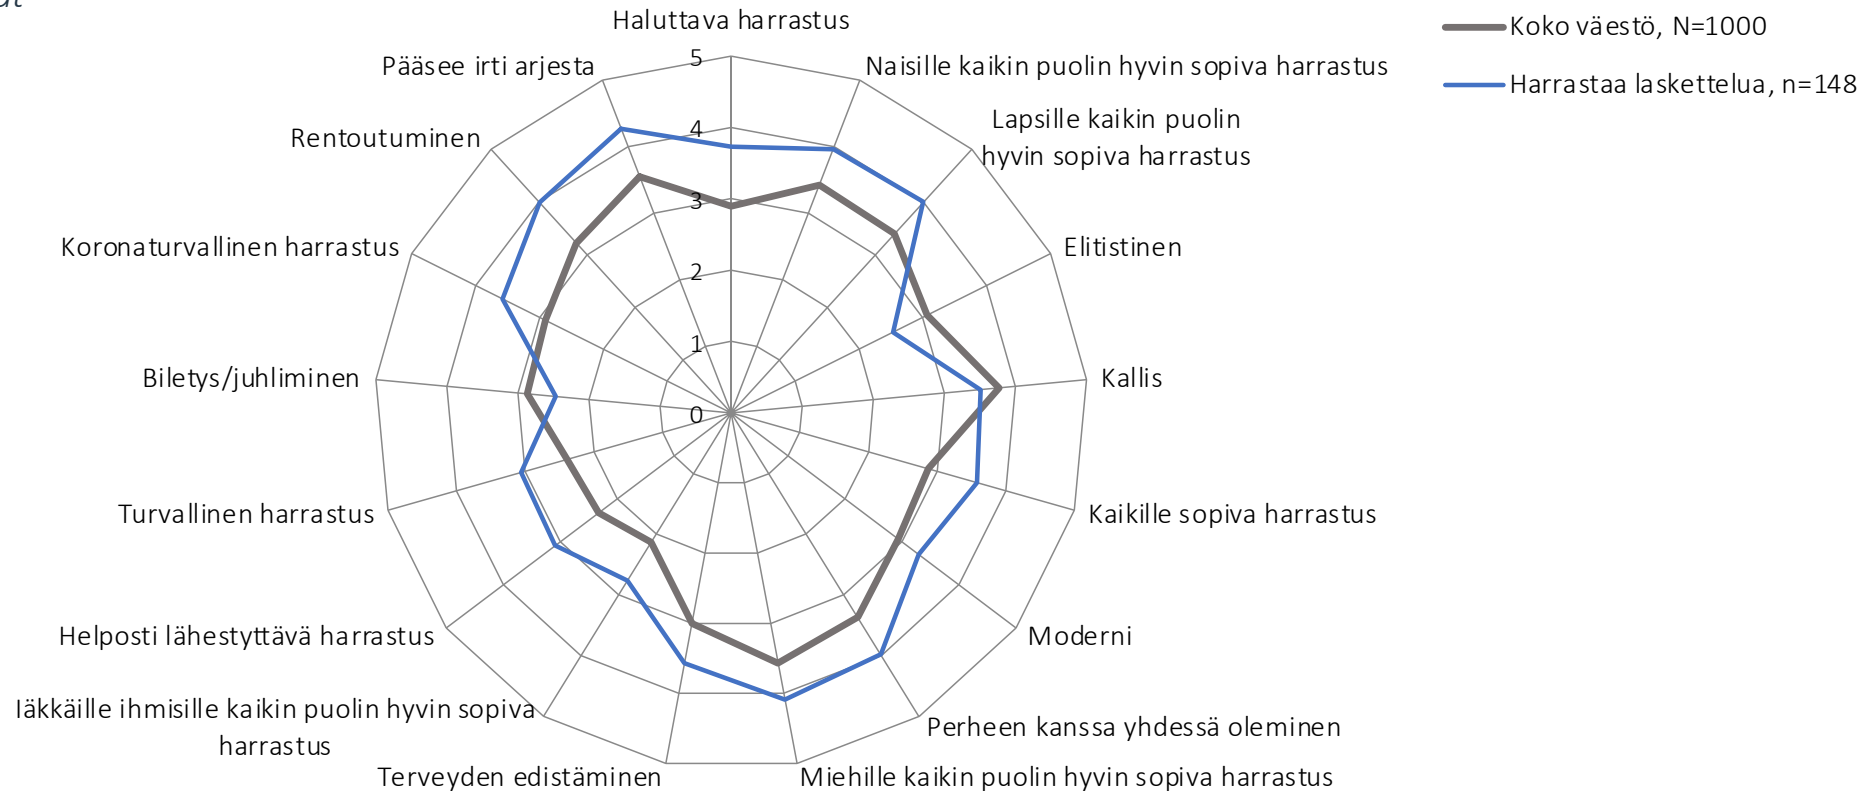 Haluttava harrastus
Naisille kaikin puolin hyvin sopiva harrastus
Lapsille kaikin puolin
hyvin sopiva harrastus
Elitistinen
Kallis
Kaikille sopiva harrastus
Moderni
Perheen kanssa yhdessä oleminen
Miehille kaikin puolin hyvin sopiva harrastus
Terveyden edistäminen
Iäkkäille ihmisille kaikin puolin hyvin sopiva
harrastus
Helposti lähestyttävä harrastus
Turvallinen harrastus
Biletys/juhliminen
Koronaturvallinen harrastus
Rentoutuminen
Pääsee irti arjesta
5
4
3
2
1
0
Koko väestö, N=1000
Harrastaa laskettelua, n=148